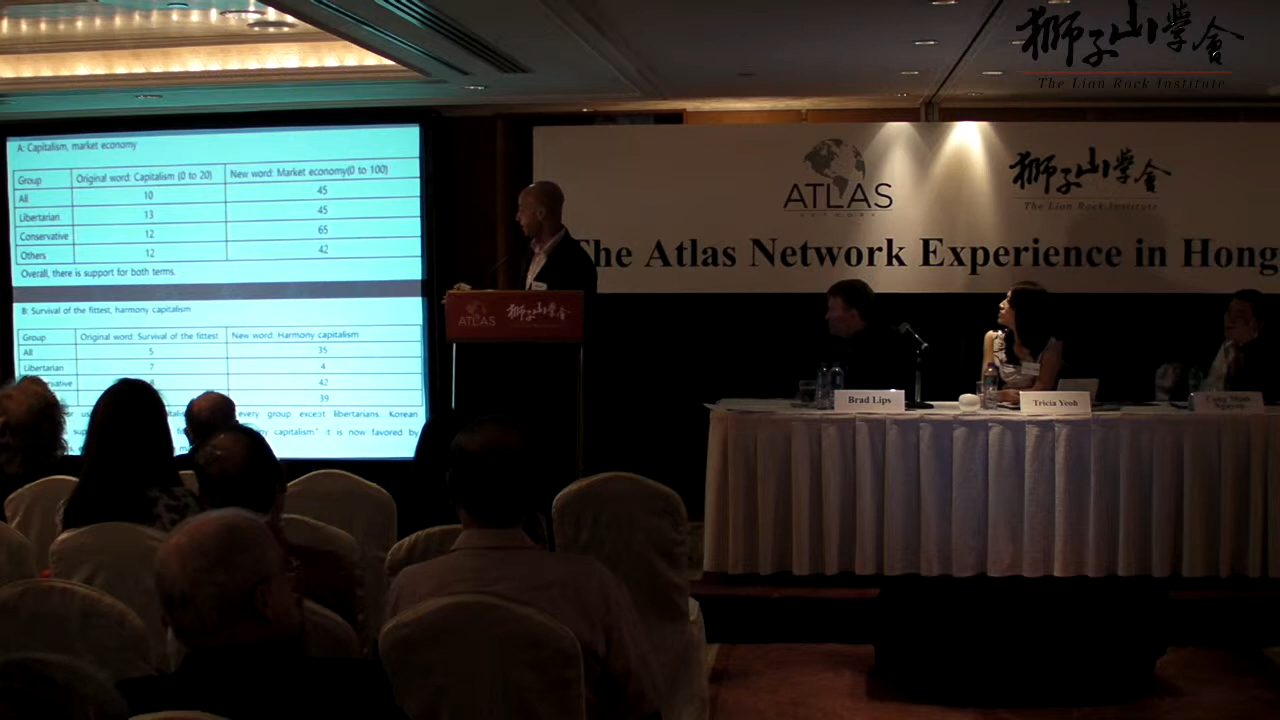 獅子山學會
The Lion Rock Institute
A: Capitalism, market economy
Group Original word: Capitalism (0 to 20) New word: Market economy(0 to 100)
All 10 45
Libertarian 13 45
Conservative 12 65
Others 12 42
Overall, there is support for both terms.
B: Survival of the fittest, harmony capitalism
Group Original word: Survival of the fittest New word: Harmony capitalism
All 5 35
Libertarian 7 4
42
39
every group except libertarians. Korean
capitalism." It is now favored by
ATLAS
NETWORK
獅子山學會
The Lion Rock Institute
The Atlas Network Experience in Hong
ATLAS
獅子山學會
Brad Lips
Tricia Yeoh